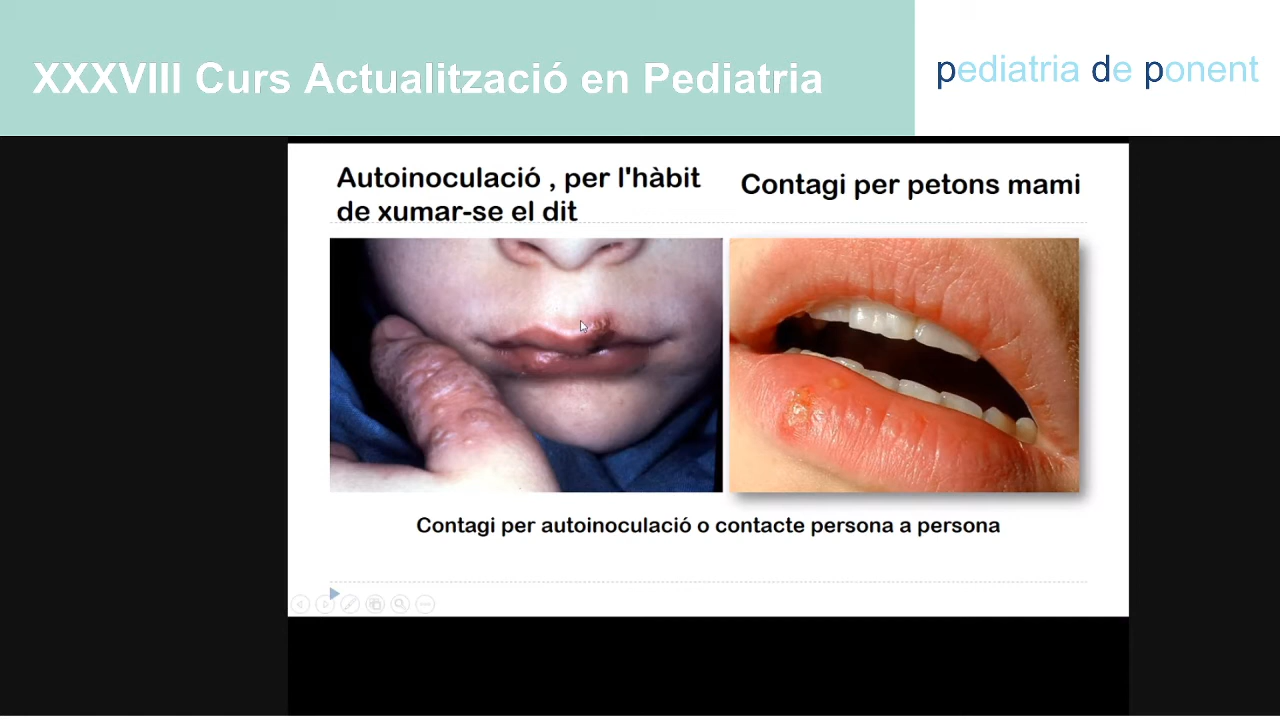 XXXVIII Curs Actualització en Pediatria
pediatria de ponent
Autoinoculació , per l'hàbit
de xumar-se el dit
Contagi per petons mami
Contagi per autoinoculació o contacte persona a persona